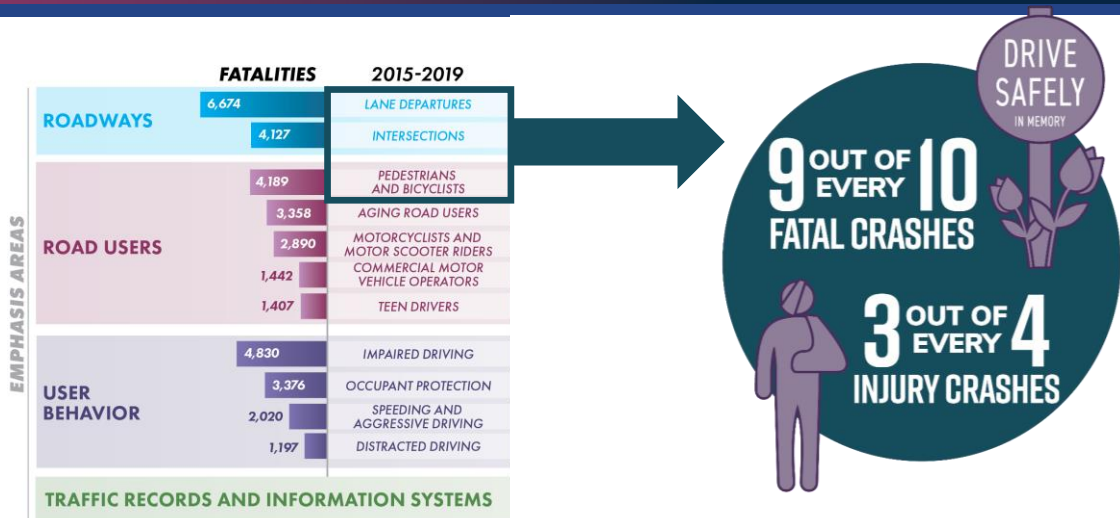 FATALITIES 2015-2019
EMPHASIS AREAS
ROADWAYS
6,674 LANE DEPARTURES
4,127 INTERSECTIONS
ROAD USERS
4,189 PEDESTRIANS
AND BICYCLISTS
3,358 AGING ROAD USERS
2,890 MOTORCYCLISTS AND
MOTOR SCOOTER RIDERS
1,442 COMMERCIAL MOTOR
VEHICLE OPERATORS
1,407 TEEN DRIVERS
USER
BEHAVIOR
4,830 IMPAIRED DRIVING
3,376 OCCUPANT PROTECTION
2,020 SPEEDING AND
AGGRESSIVE DRIVING
1,197 DISTRACTED DRIVING
TRAFFIC RECORDS AND INFORMATION SYSTEMS
DRIVE
SAFELY
IN MEMORY
9 OUT OF EVERY 10
FATAL CRASHES
3 OUT OF EVERY 4
INJURY CRASHES